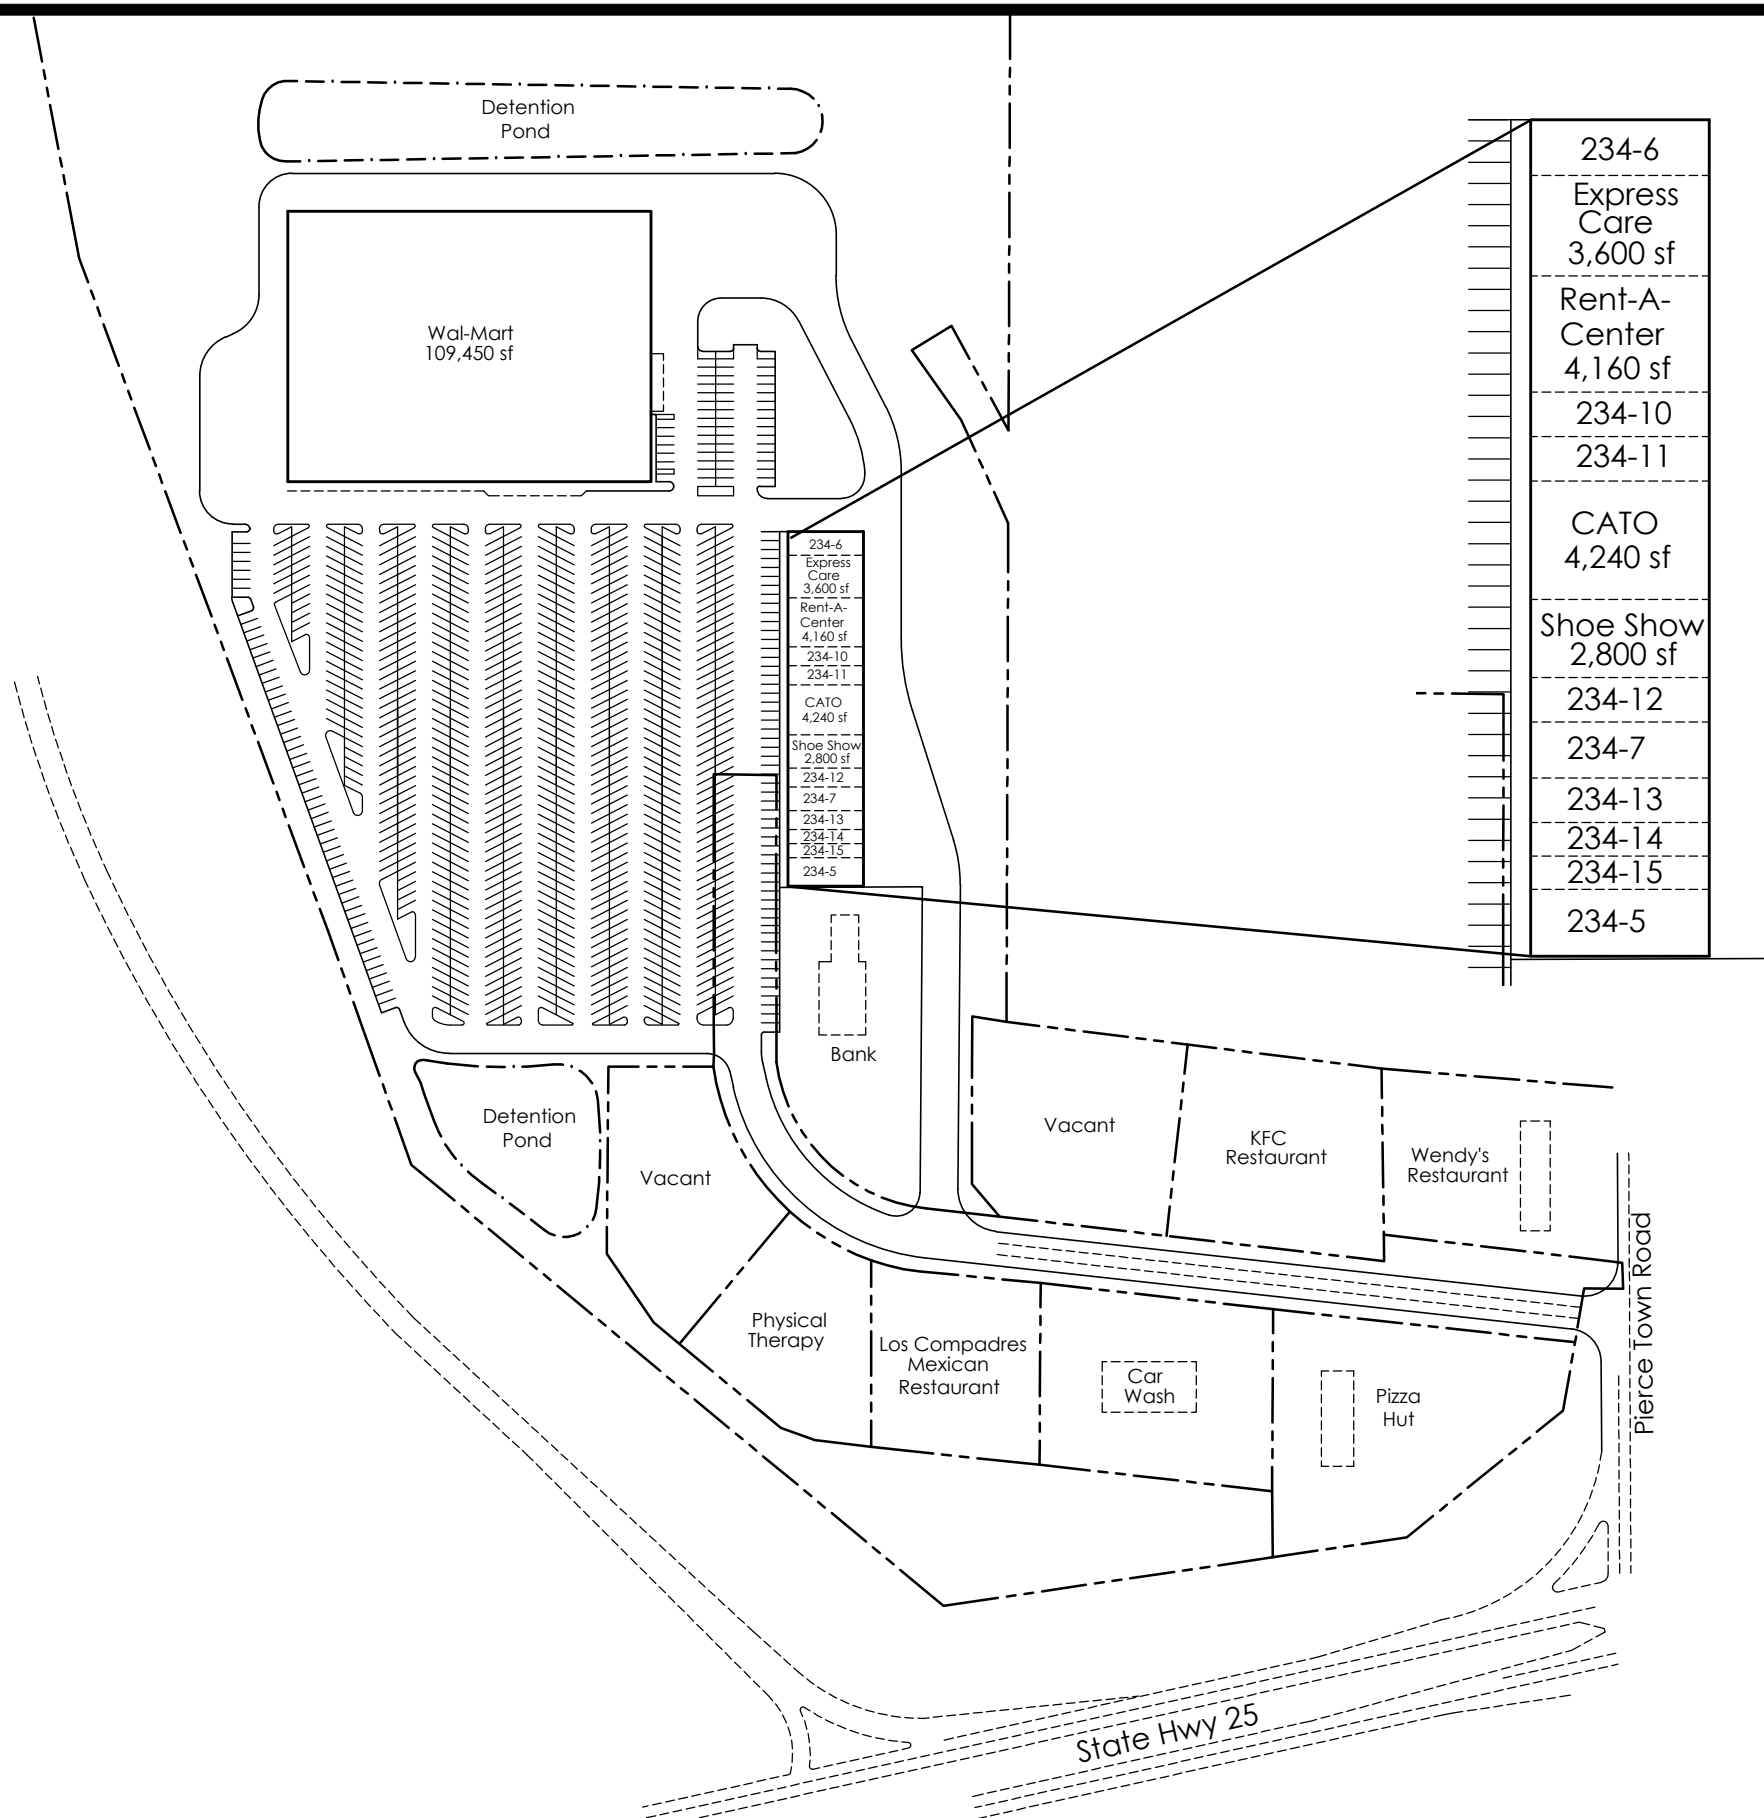 Detention
Pond
Wal-Mart
109,450 sf
234-6
Express
Care
3,600 sf
Rent-A-
Center
4,160 sf
234-10
234-11
CATO
4,240 sf
Shoe Show
2,800 sf
234-12
234-7
234-13
234-14
234-15
234-5
234-6
Express
Care
3,600 sf
Rent-A-
Center
4,160 sf
234-10
234-11
CATO
4,240 sf
Shoe Show
2,800 sf
234-12
234-7
234-13
234-14
234-15
234-5
Bank
Detention
Pond
Vacant
Vacant
KFC
Restaurant
Wendy's
Restaurant
Physical
Therapy
Los Compadres
Mexican
Restaurant
Car
Wash
Pizza
Hut
Pierce Town Road
State Hwy 25